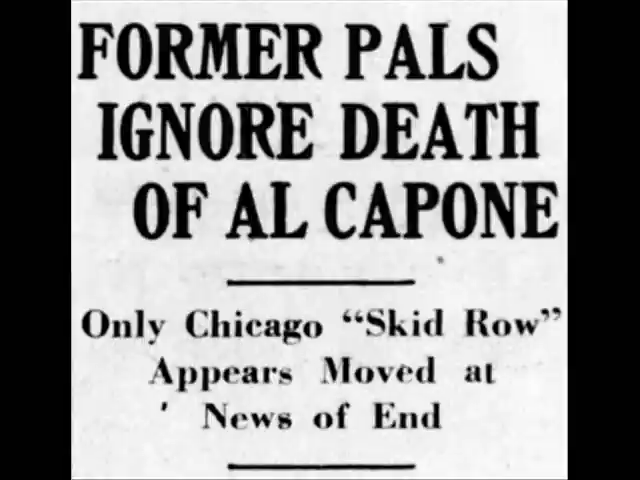 FORMER PALS
IGNORE DEATH
OF AL CAPONE
Only Chicago “Skid Row”
Appears Moved at
' News of End